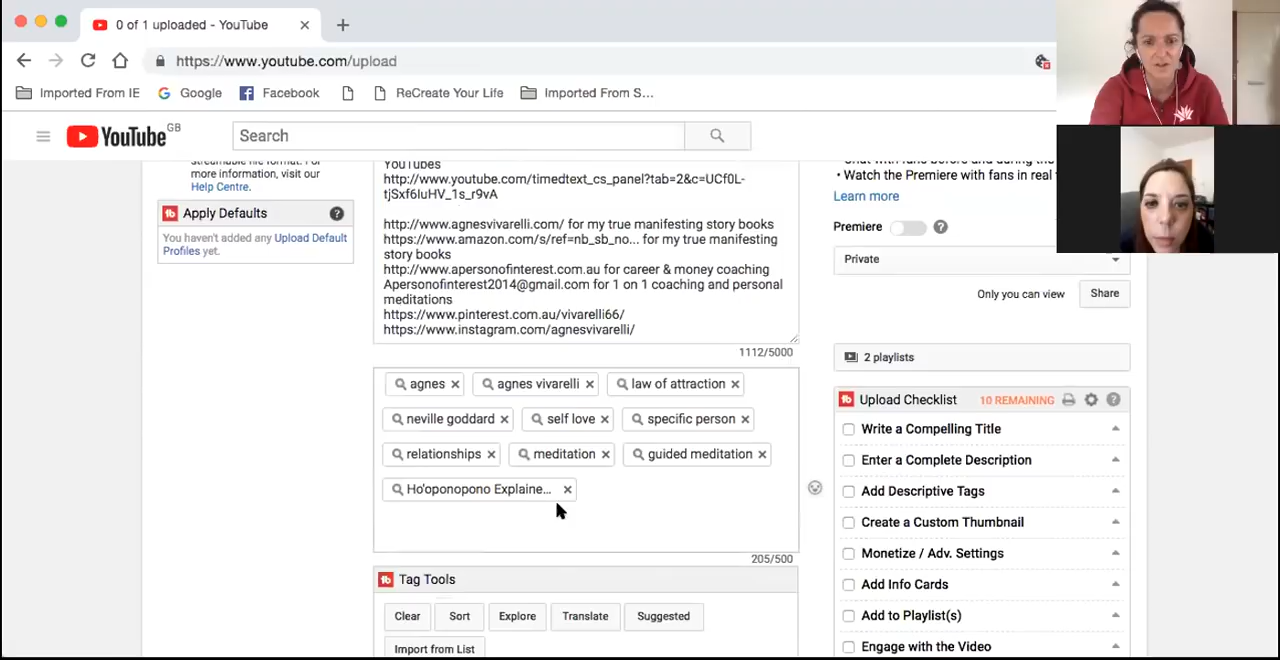 0 of 1 uploaded - YouTube
https://www.youtube.com/upload
Imported From IE
Google
Facebook
ReCreate Your Life
Imported From S...
YouTube GB
Search
streamable file format. For
more information, visit our
Help Centre.
Apply Defaults
You haven't added any Upload Default
Profiles yet.
YouTubes
http://www.youtube.com/timedtext_cs_panel?tab=2&c=UCf0L-
tjSxf6IuHV_1s_r9vA
http://www.agnesvivarelli.com/ for my true manifesting story books
https://www.amazon.com/s/ref=nb_sb_no... for my true manifesting
story books
http://www.apersonofinterest.com.au for career & money coaching
Apersonofinterest2014@gmail.com for 1 on 1 coaching and personal
meditations
https://www.pinterest.com.au/vivarelli66/
https://www.instagram.com/agnesvivarelli/
1112/5000
agnes
agnes vivarelli
law of attraction
neville goddard
self love
specific person
relationships
meditation
guided meditation
Ho'oponopono Explaine...
205/500
Tag Tools
Clear
Sort
Explore
Translate
Suggested
Import from List
• Watch the Premiere with fans in real
Learn more
Premiere
Private
Only you can view
Share
2 playlists
Upload Checklist
10 REMAINING
Write a Compelling Title
Enter a Complete Description
Add Descriptive Tags
Create a Custom Thumbnail
Monetize / Adv. Settings
Add Info Cards
Add to Playlist(s)
Engage with the Video